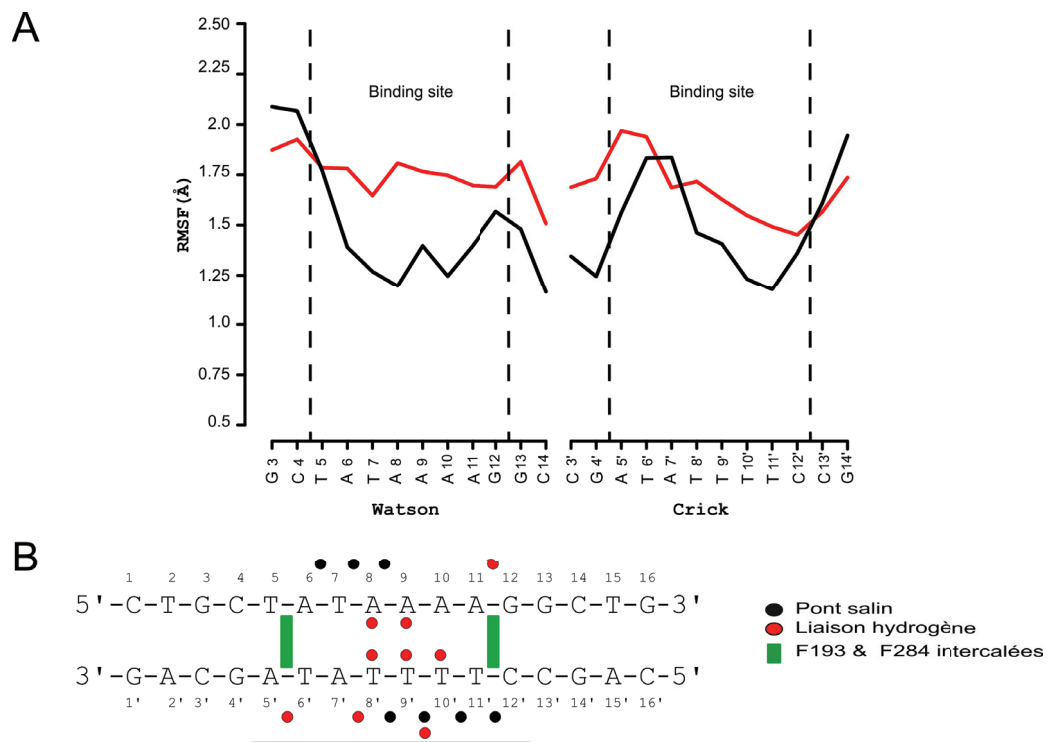 A
2.50
2.25
2.0
1.75
1.5
1.25
1.0
0.75
0.5
RMSF(Å)
Binding site
Binding site
G 3
C 4
T 5
A 6
T 7
A 8
A 9
A 10
A 11
G12
G13
C 14
C 3'
G 4'
A 5'
T 6'
A 7'
T 8'
T 9'
T 10'
T 11'
C 12'
C13'
G14'
Watson
Crick
B
1 2 3 4 5 6 7 8 9 10 11 12 13 14 15 16
5'-C-T-G-C-T-A-T-A-A-A-A-G-G-C-T-G-3'
3'-G-A-C-G-A-T-A-T-T-T-T-C-C-G-A-C-5'
1' 2' 3' 4' 5' 6' 7' 8' 9' 10' 11' 12' 13' 14' 15' 16'
Pont salin
Liaison hydrogène
F193 & F284 intercalées